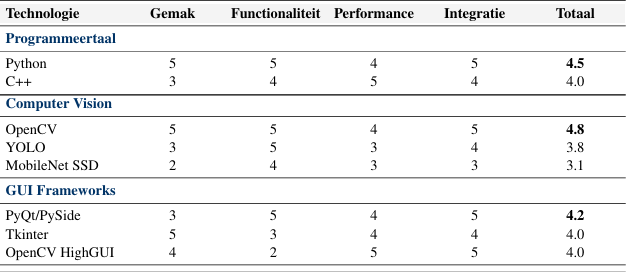 Technologie Gemak Functionaliteit Performance Integratie Totaal
Programmeertaal
Python 5 5 4 5 4.5
C++ 3 4 5 4 4.0
Computer Vision
OpenCV 5 5 4 5 4.8
YOLO 3 5 3 4 3.8
MobileNet SSD 2 4 3 3 3.1
GUI Frameworks
PyQt/PySide 3 5 4 5 4.2
Tkinter 5 3 4 4 4.0
OpenCV HighGUI 4 2 5 5 4.0